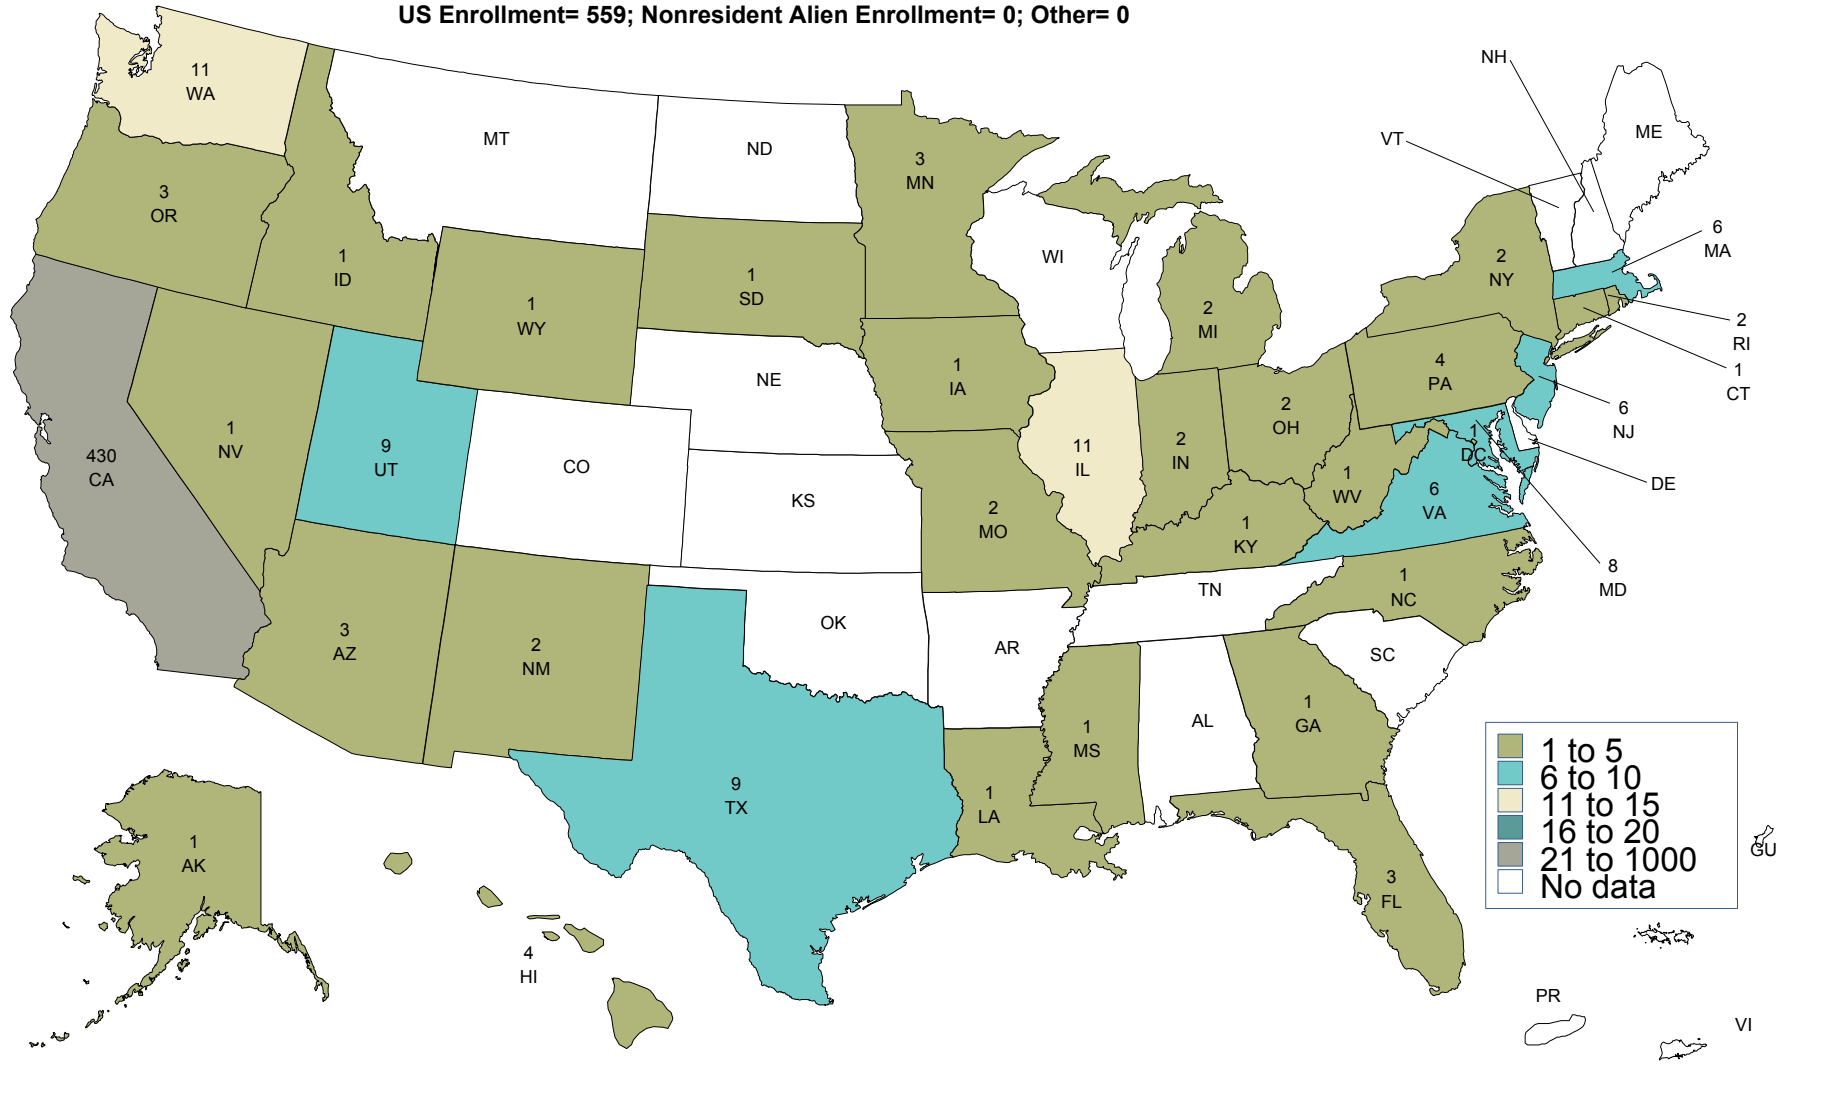 US Enrollment= 559; Nonresident Alien Enrollment= 0; Other= 0
11
WA
MT
ND
3
MN
NH
VT
ME
3
OR
1
ID
1
WY
1
SD
WI
2
MI
2
NY
6
MA
2
RI
1
CT
430
CA
1
NV
9
UT
CO
NE
1
IA
11
IL
2
IN
2
OH
4
PA
6
NJ
1
DC
DE
8
MD
KS
2
MO
1
KY
1
WV
6
VA
3
AZ
2
NM
OK
AR
TN
1
NC
SC
9
TX
1
LA
1
MS
AL
1
GA
3
FL
1
AK
4
HI
1 to 5
6 to 10
11 to 15
16 to 20
21 to 1000
No data
GU
PR
VI